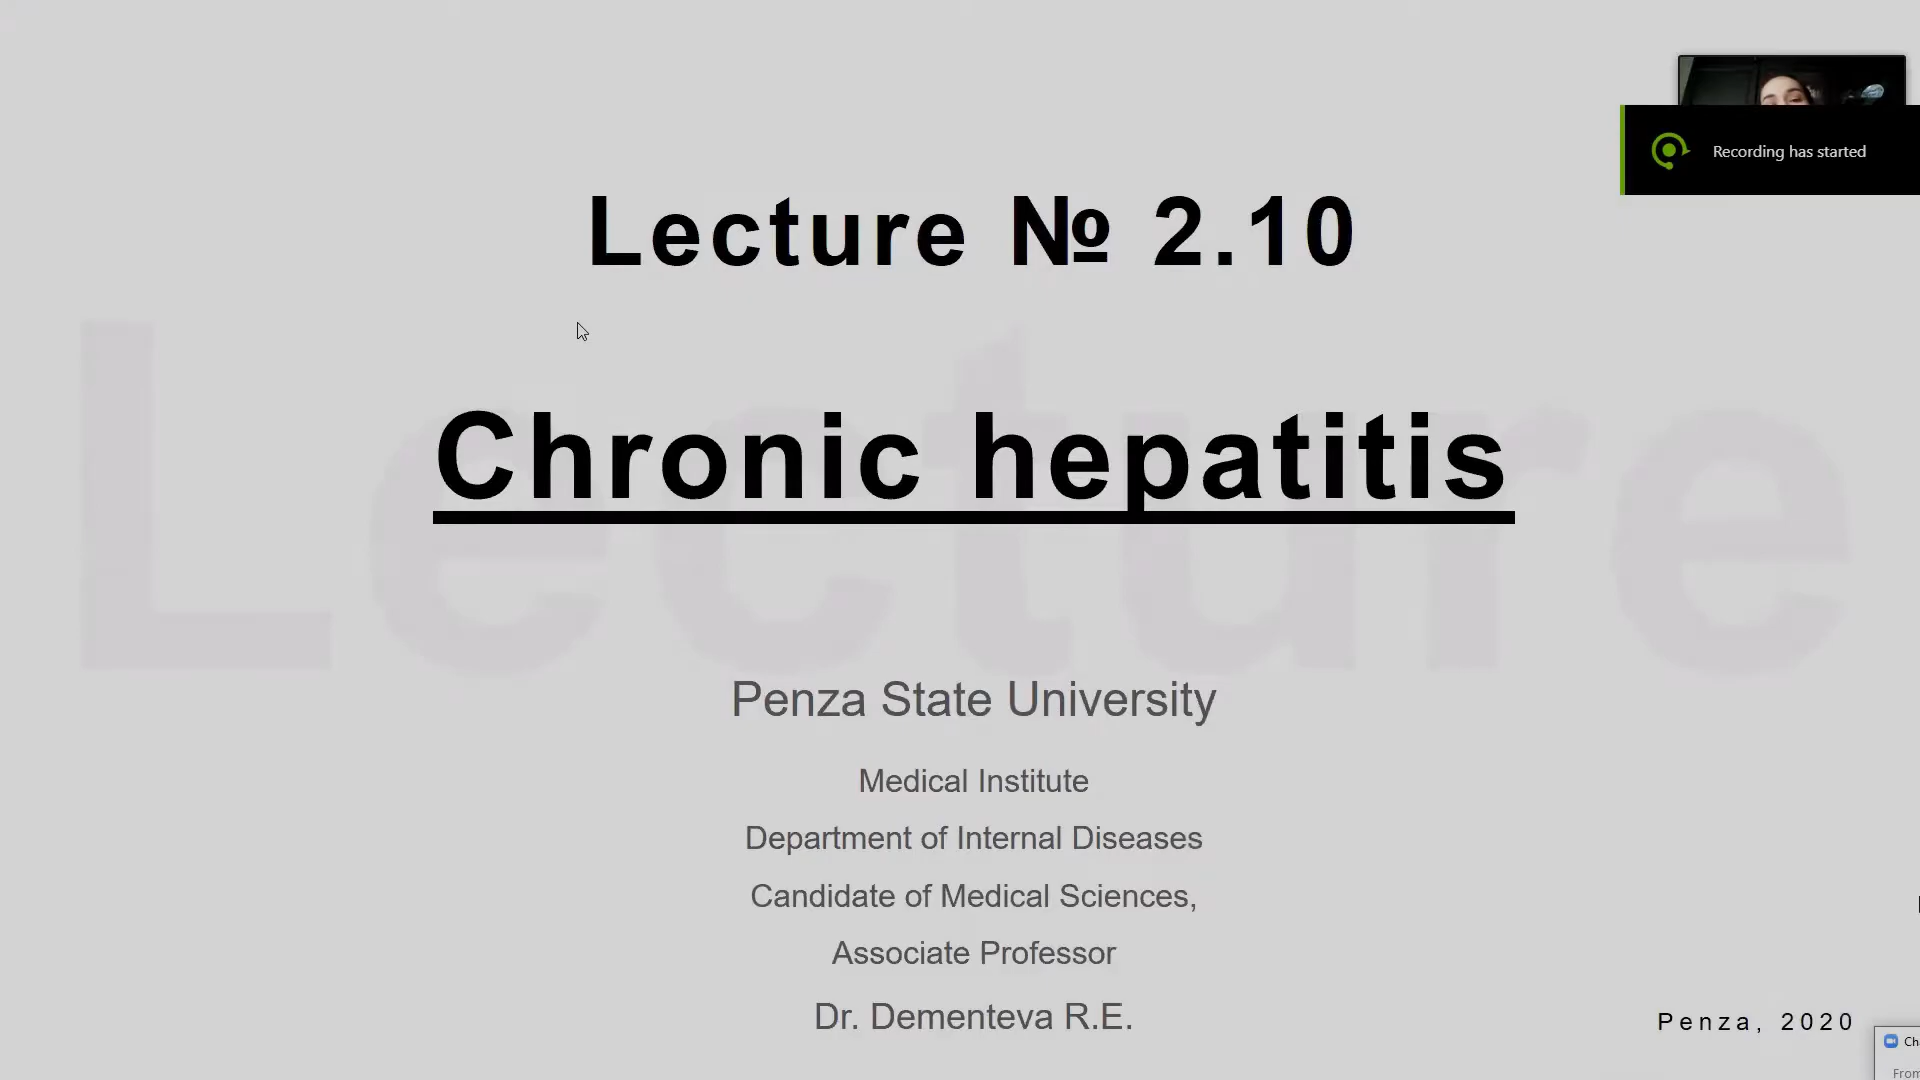 Recording has started
Lecture № 2.10
Chronic hepatitis
Lecture
Penza State University
Medical Institute
Department of Internal Diseases
Candidate of Medical Sciences,
Associate Professor
Dr. Dementeva R.E.
Penza, 2020